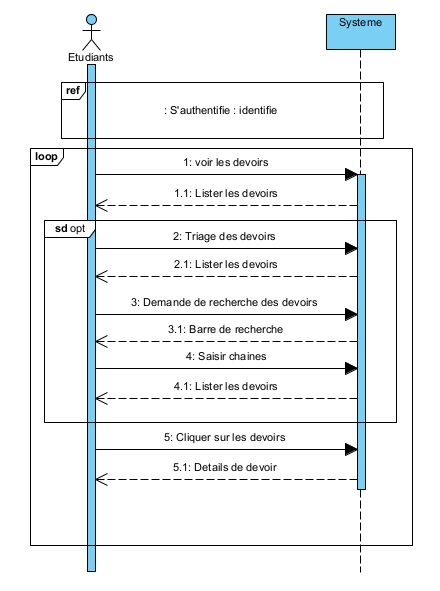 Systeme
Etudiants
ref
: S'authentifie : identifie
loop
1: voir les devoirs
1.1: Lister les devoirs
sd opt
2: Triage des devoirs
2.1: Lister les devoirs
3: Demande de recherche des devoirs
3.1: Barre de recherche
4: Saisir chaines
4.1: Lister les devoirs
5: Cliquer sur les devoirs
5.1: Details de devoir